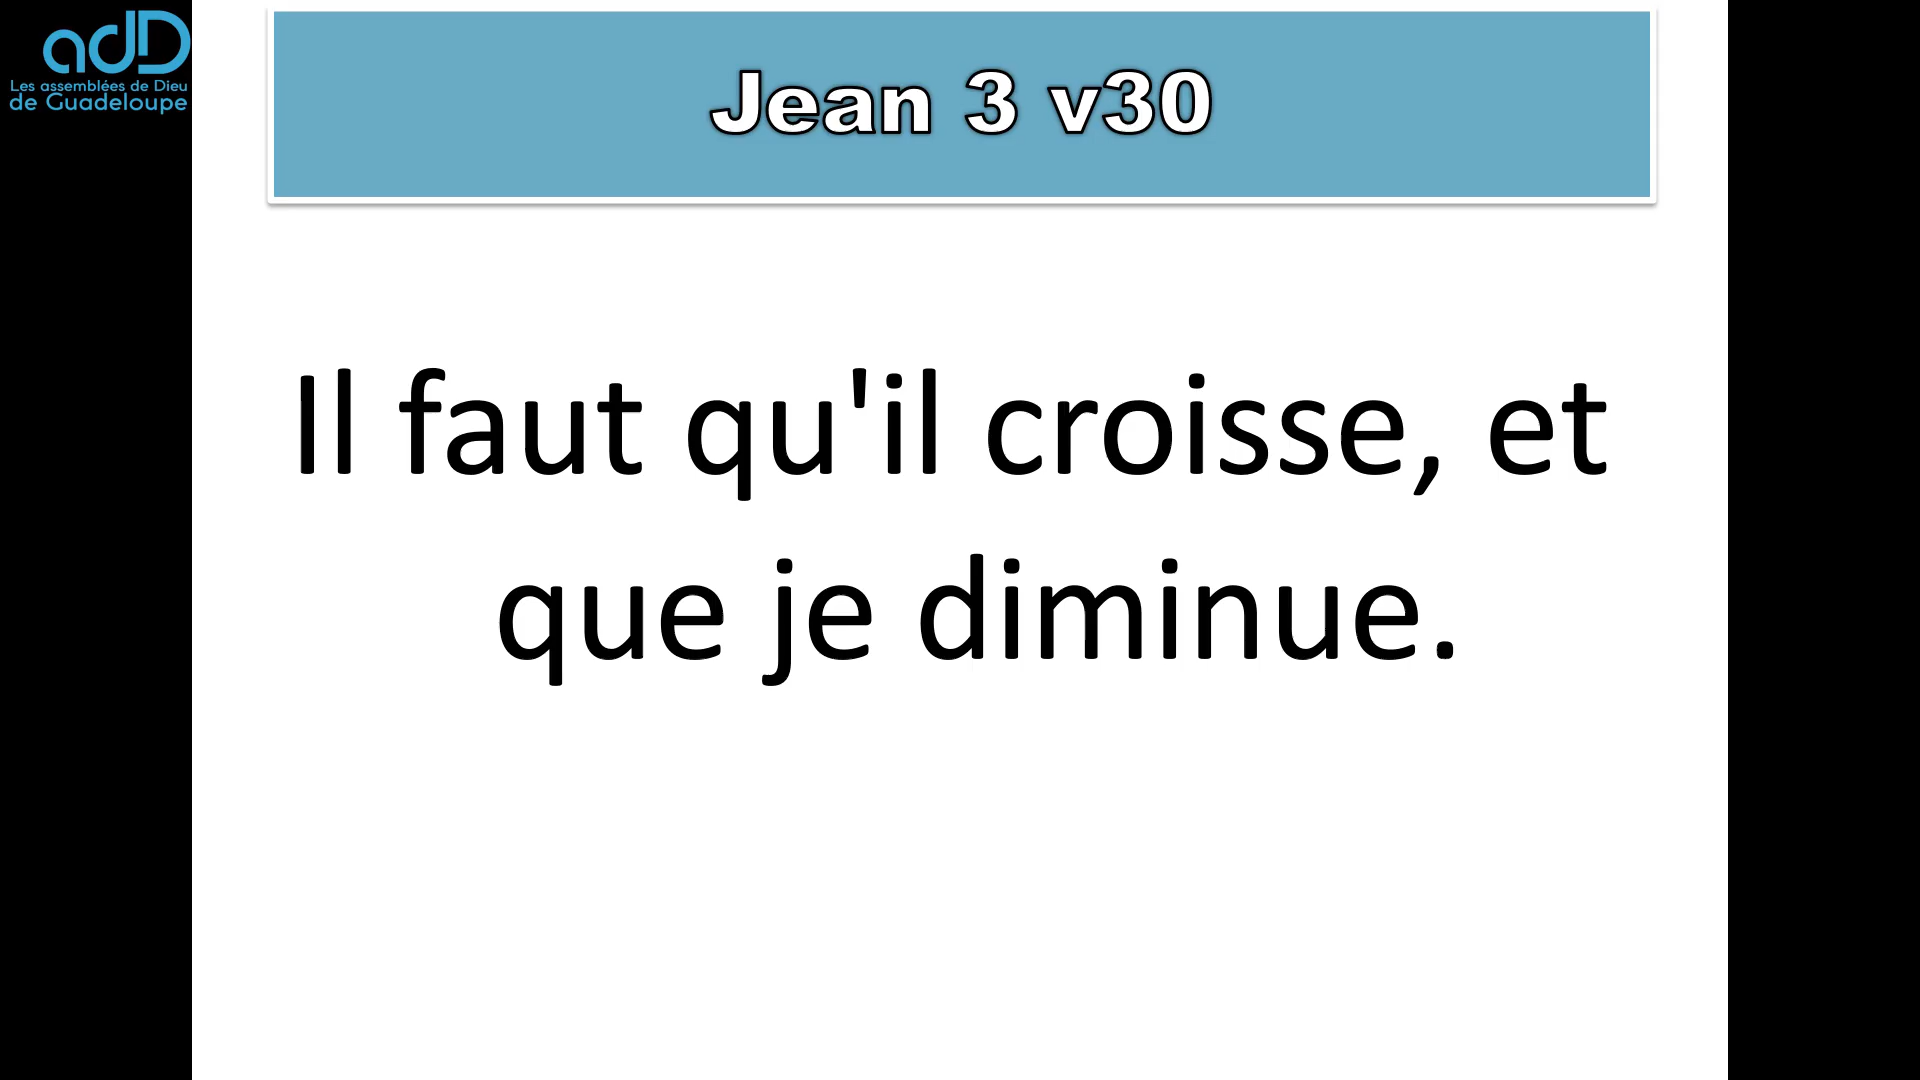 adD
Les assemblées de Dieu
de Guadeloupe
Jean 3 v30
Il faut qu'il croisse, et
que je diminue.